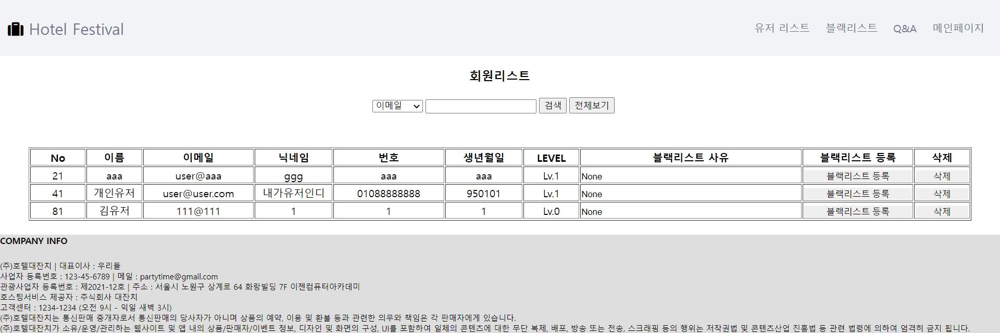 Hotel Festival 유저 리스트 블랙리스트 Q&A 메인페이지
회원리스트
이메일 검색 전체보기
No 이름 이메일 닉네임 번호 생년월일 LEVEL 블랙리스트 사유 블랙리스트 등록 삭제
21 aaa user@aaa ggg aaa aaa Lv.1 None 블랙리스트 등록 삭제
41 개인유저 user@user.com 내가유저인디 01088888888 950101 Lv.1 None 블랙리스트 등록 삭제
81 김유저 111@111 1 1 1 Lv.0 None 블랙리스트 등록 삭제
COMPANY INFO
(주)호텔대잔치 | 대표이사 : 우리들
사업자 등록번호 : 123-45-6789 | 메일 : partytime@gmail.com
관광사업자 등록번호 : 제2021-12호 | 주소 : 서울시 노원구 상계로 64 화랑빌딩 7F 이젠컴퓨터아카데미
호스팅서비스 제공자 : 주식회사 대잔치
고객센터 : 1234-1234 (오전 9시 - 익일 새벽 3시)
(주)호텔대잔치는 통신판매 중개자로서 통신판매의 당사자가 아니며 상품의 예약, 이용 및 환불 등과 관련한 의무와 책임은 각 판매자에게 있습니다.
(주)호텔대잔치가 소유/운영/관리하는 웹사이트 및 앱 내의 상품/판매자/이벤트 정보, 디자인 및 화면의 구성, UI를 포함하여 일체의 콘텐츠에 대한 무단 복제, 배포, 방송 또는 전송, 스크래핑 등의 행위는 저작권법 및 콘텐츠산업 진흥법 등 관련 법령에 의하여 엄격히 금지 됩니다.